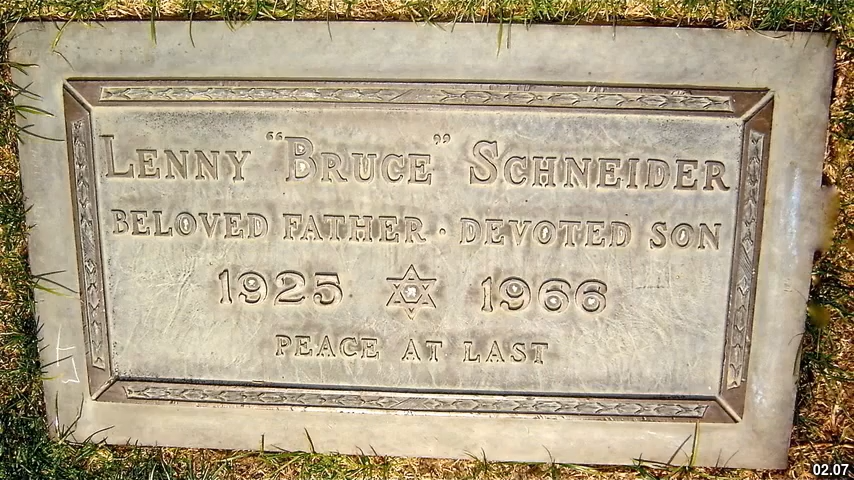 LENNY "BRUCE" SCHNEIDER
BELOVED FATHER · DEVOTED SON
1925 1966
PEACE AT LAST
02.07